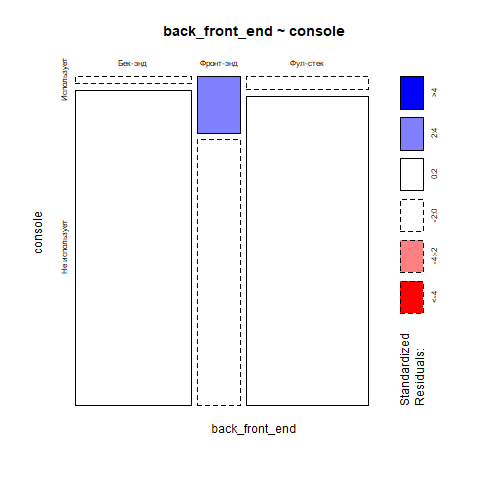 back_front_end ~ console
Бек-энд
Фронт-энд
Фул-стек
Использует
Не использует
console
back_front_end
>4
2:4
0:2
-2:0
-4:-2
<-4
Standardized
Residuals: